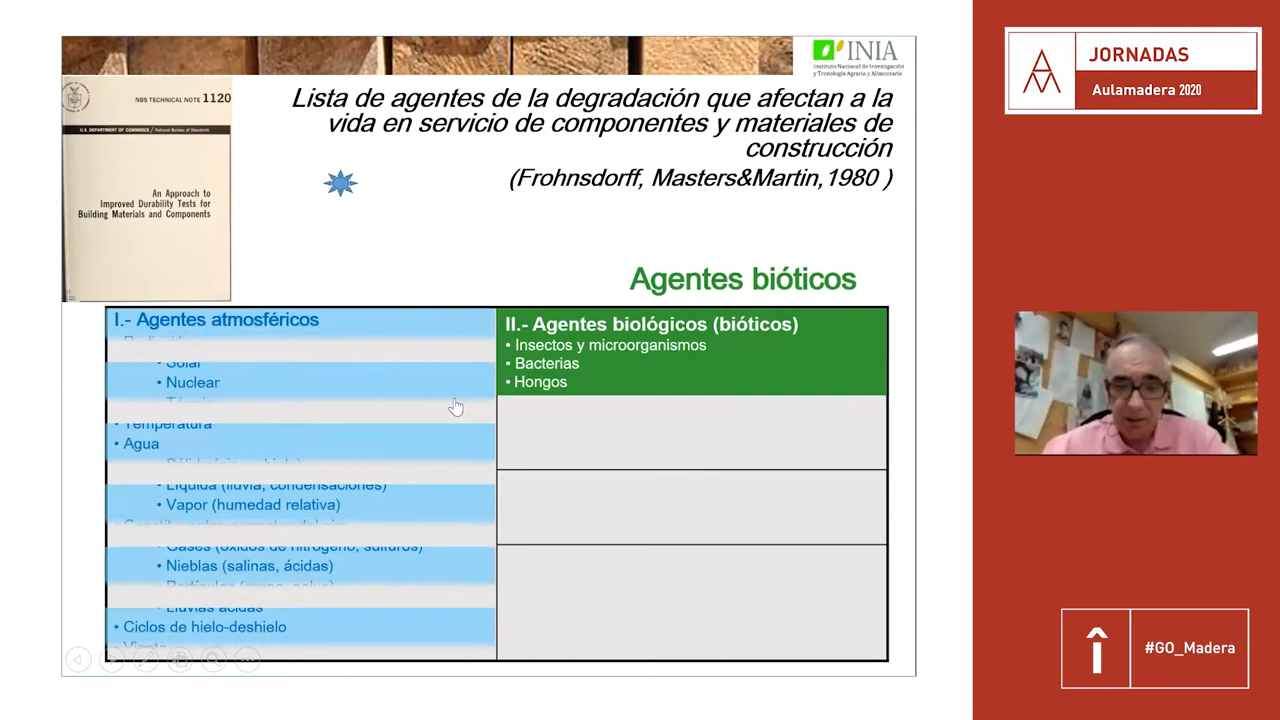 INIA
Instituto Nacional de Investigación
y Tecnología Agraria y Alimentaria
NBS TECHNICAL NOTE 1120
U.S. DEPARTMENT OF COMMERCE / National Bureau of Standards
An Approach to
Improved Durability Tests for
Building Materials and Components
Lista de agentes de la degradación que afectan a la
vida en servicio de componentes y materiales de
construcción
(Frohnsdorff, Masters&Martin,1980 )
Agentes bióticos
I.- Agentes atmosféricos
• Solar
• Nuclear
• Temperatura
• Agua
• Líquida (lluvia, condensaciones)
• Vapor (humedad relativa)
• Gases (óxidos de nitrógeno, sulfuros)
• Nieblas (salinas, ácidas)
• Lluvias ácidas
• Ciclos de hielo-deshielo
II.- Agentes biológicos (bióticos)
• Insectos y microorganismos
• Bacterias
• Hongos
JORNADAS
Aulamadera 2020
#GO_Madera